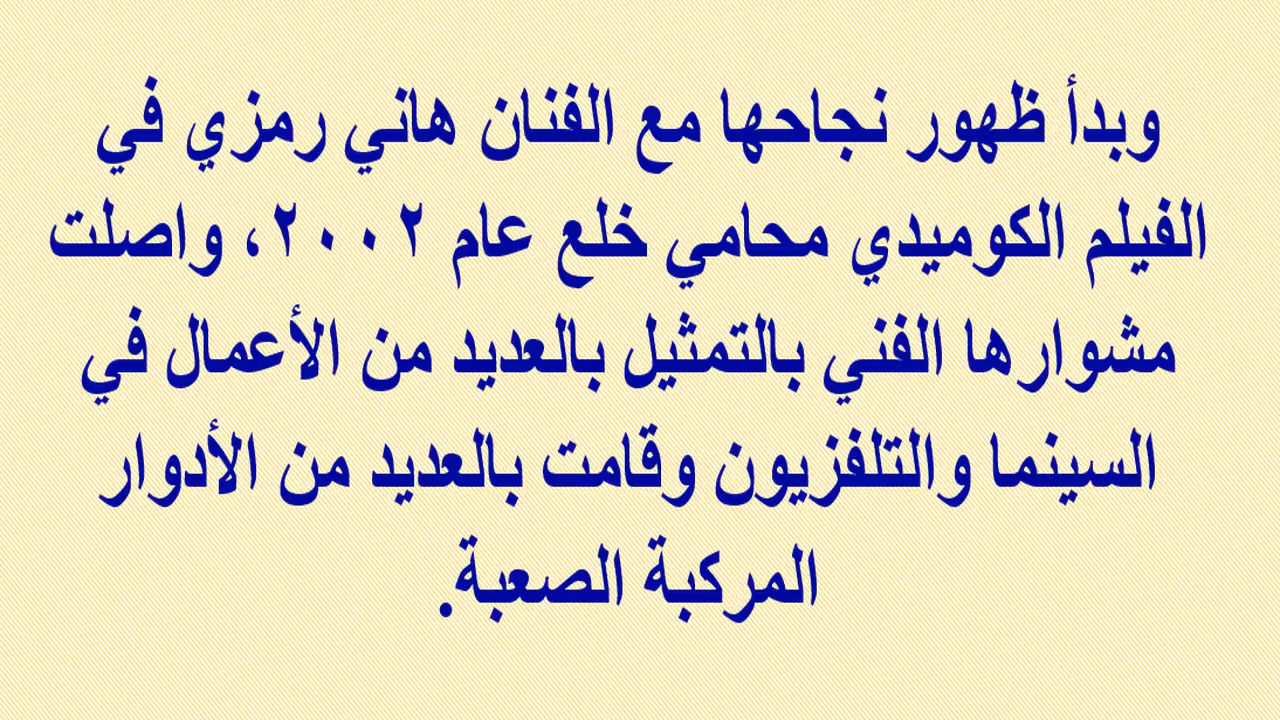 وبدأ ظهور نجاحها مع الفنان هاني رمزي في
الفيلم الكوميدي محامي خلع عام ٢٠٠٢، واصلت
مشوارها الفني بالتمثيل بالعديد من الأعمال في
السينما والتلفزيون وقامت بالعديد من الأدوار
المركبة الصعبة.